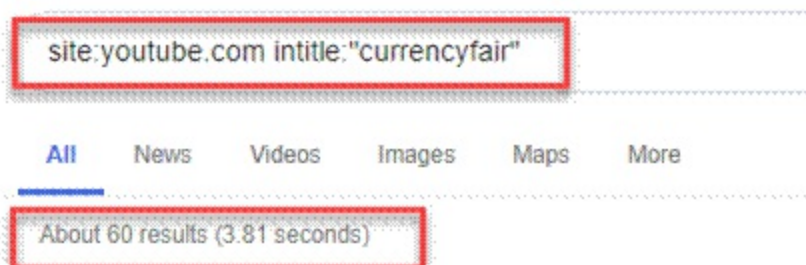 site:youtube.com intitle:"currencyfair"
All News Videos Images Maps More
About 60 results (3.81 seconds)